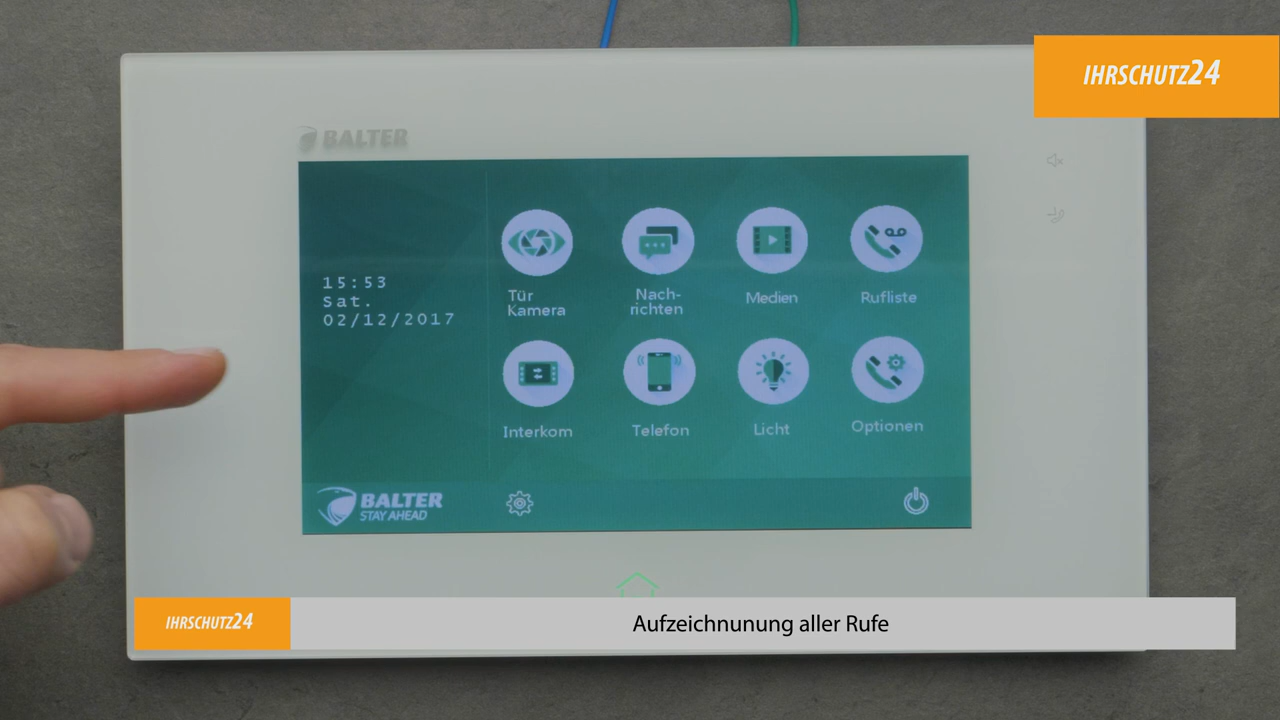 IHRSCHUTZ24
BALTER
15:53
Sat.
02/12/2017
Tür
Kamera
Nach-
richten
Medien
Rufliste
Interkom
Telefon
Licht
Optionen
BALTER
STAY AHEAD
IHRSCHUTZ24
Aufzeichnunung aller Rufe